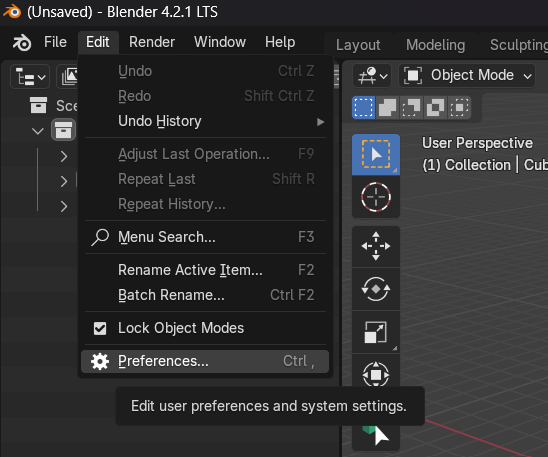 (Unsaved) - Blender 4.2.1 LTS
File Edit Render Window Help Layout Modeling Sculpting
Object Mode
Undo Ctrl Z
Redo Shift Ctrl Z
Undo History
Adjust Last Operation... F9
Repeat Last Shift R
Repeat History...
Menu Search... F3
Rename Active Item... F2
Batch Rename... Ctrl F2
Lock Object Modes
Preferences... Ctrl ,
Edit user preferences and system settings.
Sce
User Perspective
(1) Collection | Cub